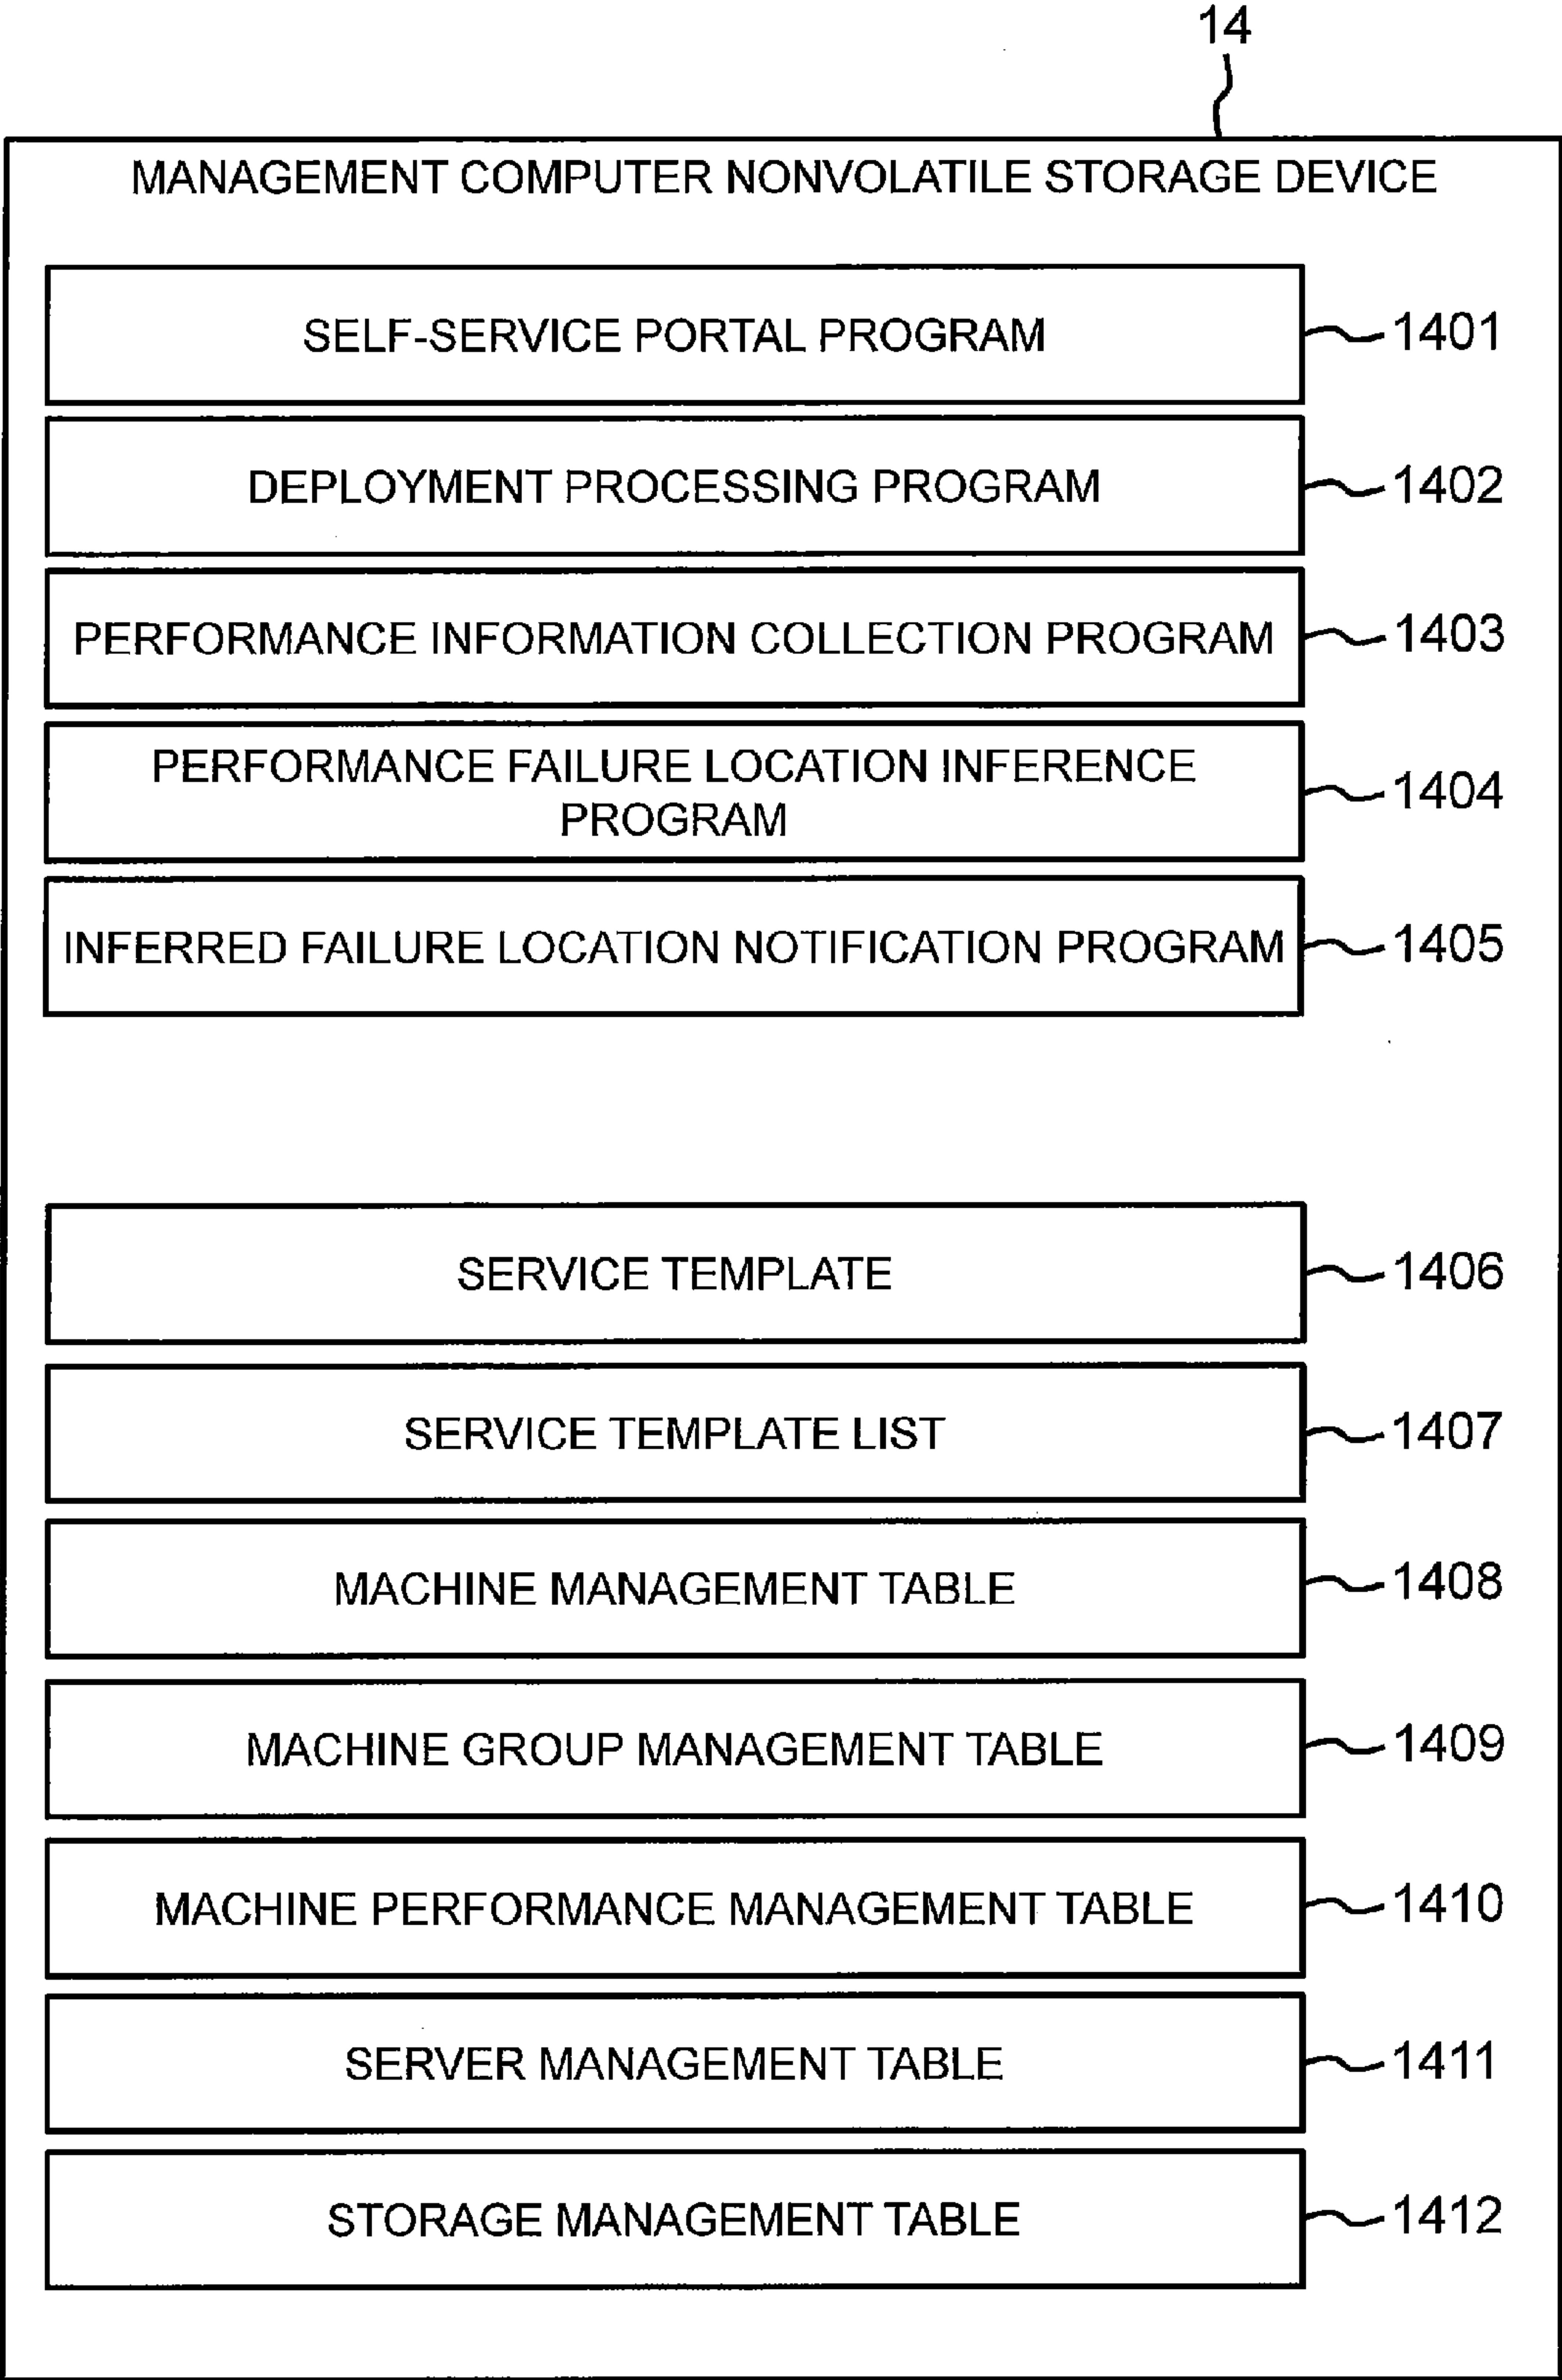 14
MANAGEMENT COMPUTER NONVOLATILE STORAGE DEVICE
SELF-SERVICE PORTAL PROGRAM
1401
DEPLOYMENT PROCESSING PROGRAM
1402
PERFORMANCE INFORMATION COLLECTION PROGRAM
1403
PERFORMANCE FAILURE LOCATION INFERENCE
PROGRAM
1404
INFERRED FAILURE LOCATION NOTIFICATION PROGRAM
1405
SERVICE TEMPLATE
1406
SERVICE TEMPLATE LIST
1407
MACHINE MANAGEMENT TABLE
1408
MACHINE GROUP MANAGEMENT TABLE
1409
MACHINE PERFORMANCE MANAGEMENT TABLE
1410
SERVER MANAGEMENT TABLE
1411
STORAGE MANAGEMENT TABLE
1412